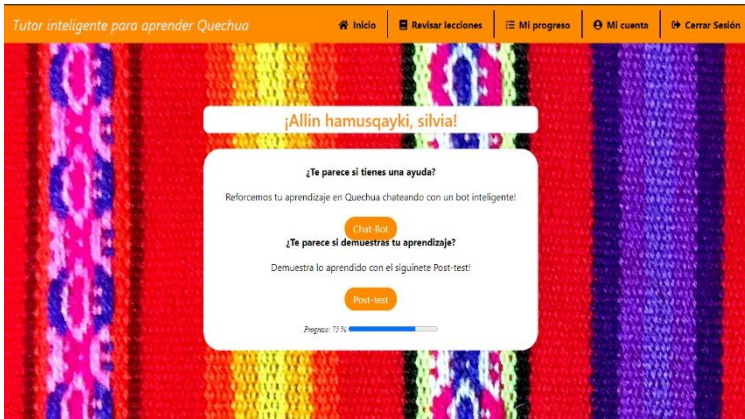 Tutor inteligente para aprender Quechua
Inicio
Revisar lecciones
Mi progreso
Mi cuenta
Cerrar Sesión
¡Allin hamusqayki, silvia!
¿Te parece si tienes una ayuda?
Reforcemos tu aprendizaje en Quechua chateando con un bot inteligente!
Chat-Bot
¿Te parece si demuestras tu aprendizaje?
Demuestra lo aprendido con el siguinete Post-test!
Post-test
Progreso: 75 %